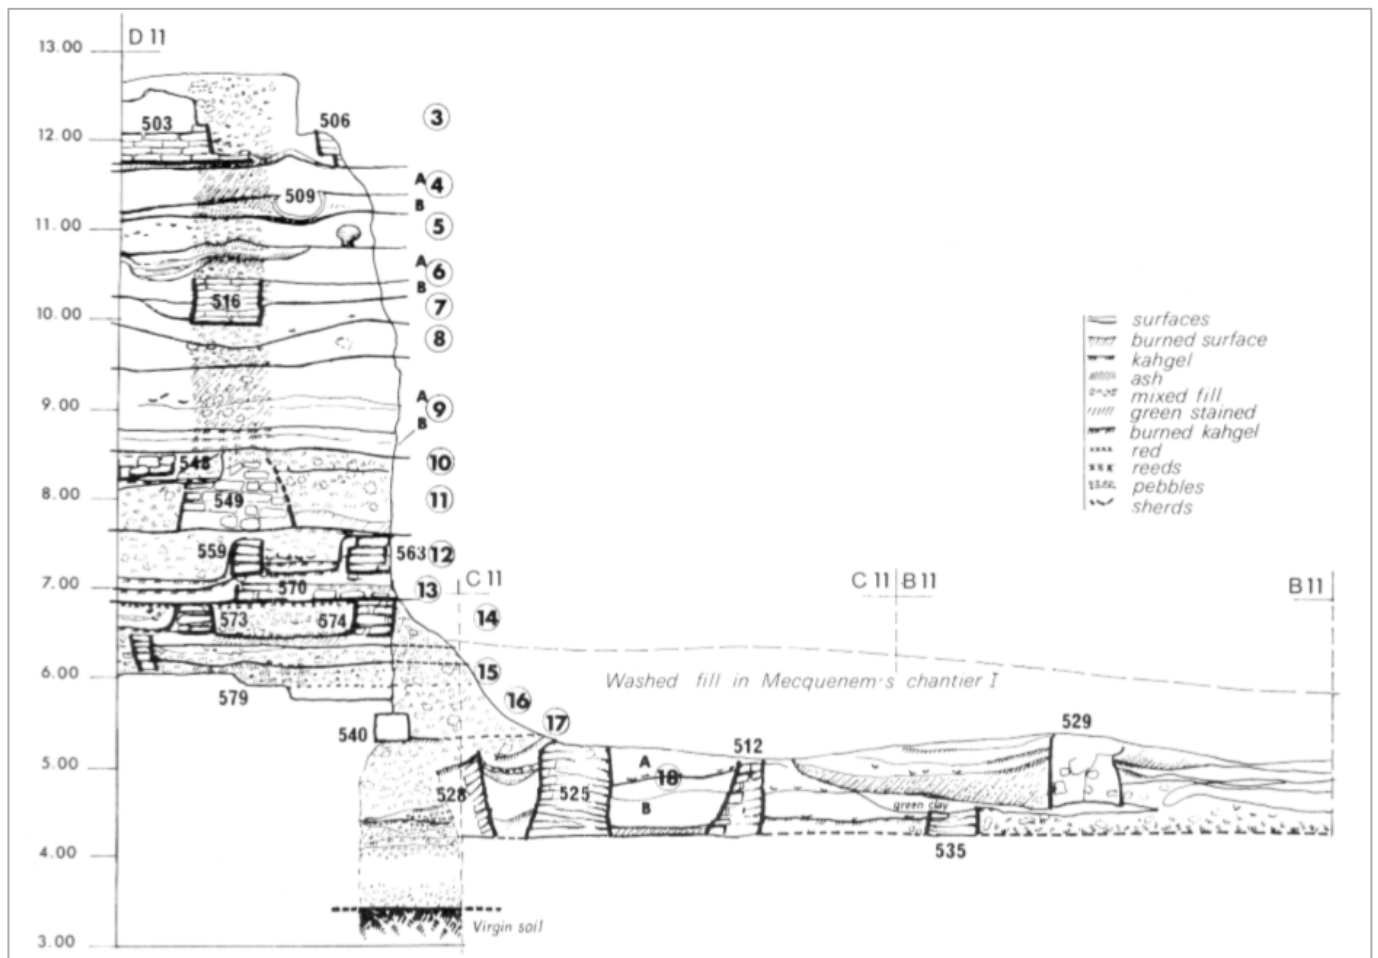 D 11
13.00
503
506
3
12.00
A 4
509
B
11.00
5
A
6
B
516
7
10.00
8
A
9.00
9
B
548
10
8.00
549
11
559
563 12
7.00
570
13
C 11
C 11 B 11
B 11
573
574
14
6.00
15
579
16
Washed fill in Mecquenem's chantier I
540
17
512
529
5.00
A
18
528
525
B
green clay
535
4.00
Virgin soil
3.00
surfaces
burned surface
kahgel
ash
mixed fill
green stained
burned kahgel
red
reeds
pebbles
sherds